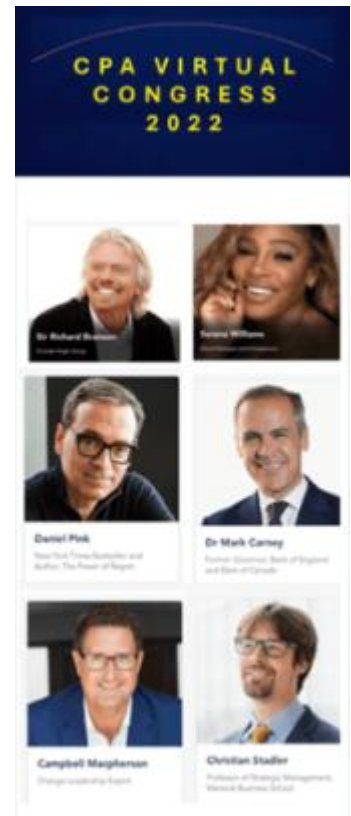 CPA VIRTUAL
CONGRESS
2022
Sir Richard Branson
Serena Williams
Daniel Pink
New York Times Bestseller and
Author, The Power of Regret
Dr Mark Carney
Former Governor, Bank of England
and Bank of Canada
Campbell Macpherson
Change Leadership Expert
Christian Stadler
Professor of Strategic Management,
Warwick Business School